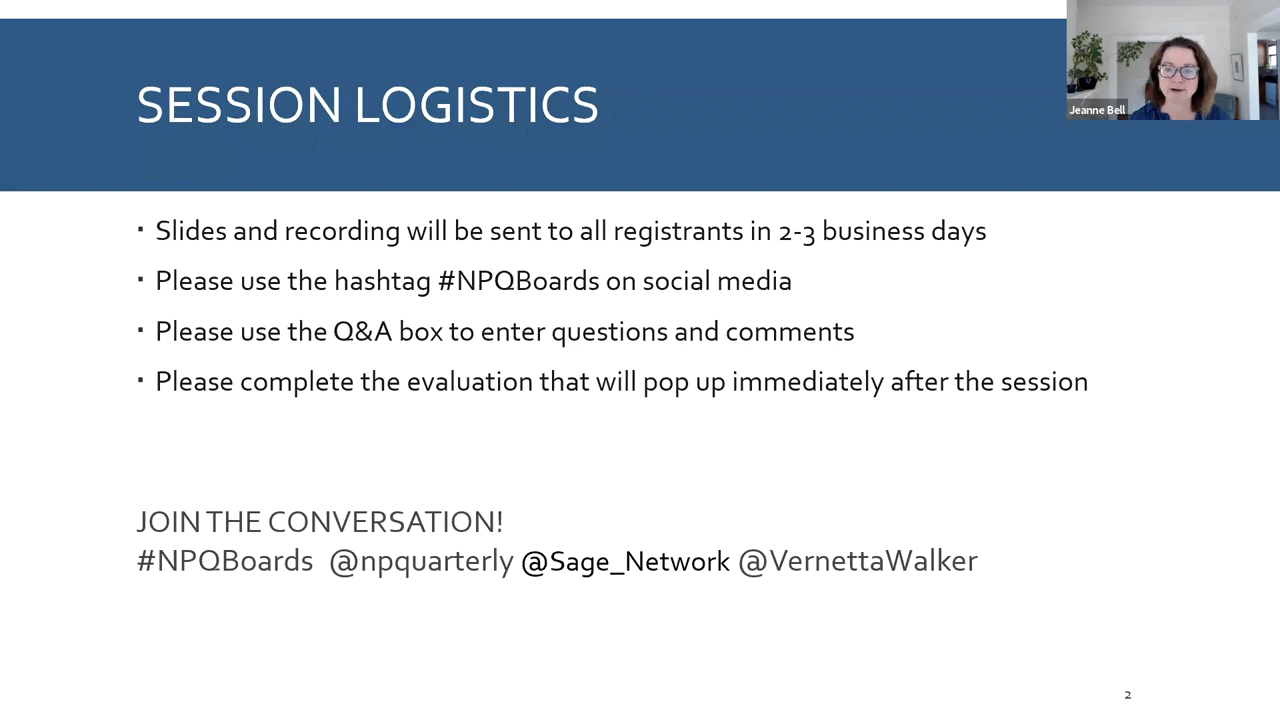 SESSION LOGISTICS
Jeanne Bell
▪ Slides and recording will be sent to all registrants in 2-3 business days
▪ Please use the hashtag #NPQBoards on social media
▪ Please use the Q&A box to enter questions and comments
▪ Please complete the evaluation that will pop up immediately after the session
JOIN THE CONVERSATION!
#NPQBoards @npquarterly @Sage_Network @VernettaWalker
2